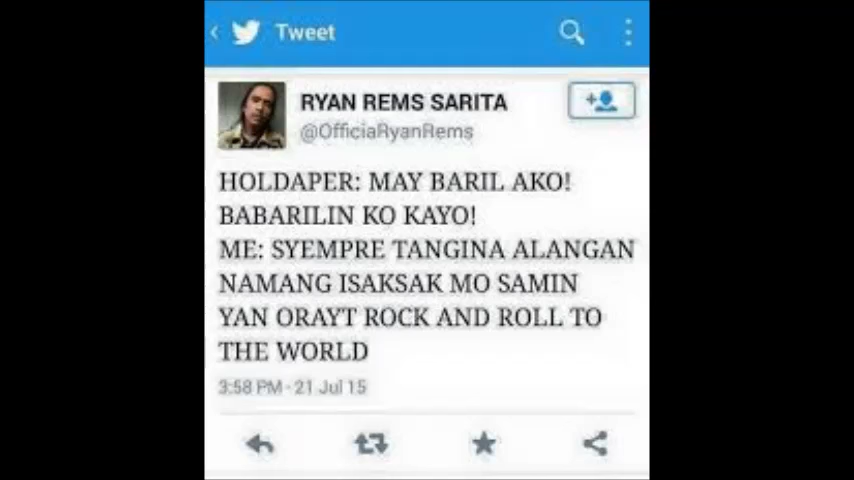 Tweet
RYAN REMS SARITA
@OfficiaRyanRems
HOLDAPER: MAY BARIL AKO!
BABARILIN KO KAYO!
ME: SYEMPRE TANGINA ALANGAN
NAMANG ISAKSAK MO SAMIN
YAN ORAYT ROCK AND ROLL TO
THE WORLD
3:58 PM · 21 Jul 15